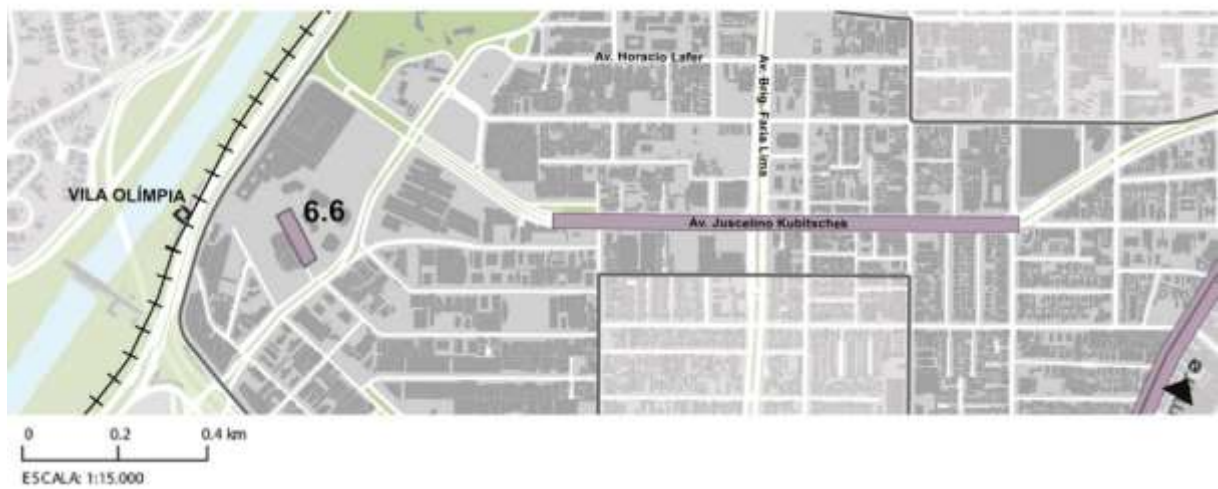 Av. Horacio Lafer
Av. Brig. Faria Lima
VILA OLÍMPIA
6.6
Av. Juscelino Kubitschek
e
0 0.2 0.4 km
ESCALA: 1:15.000